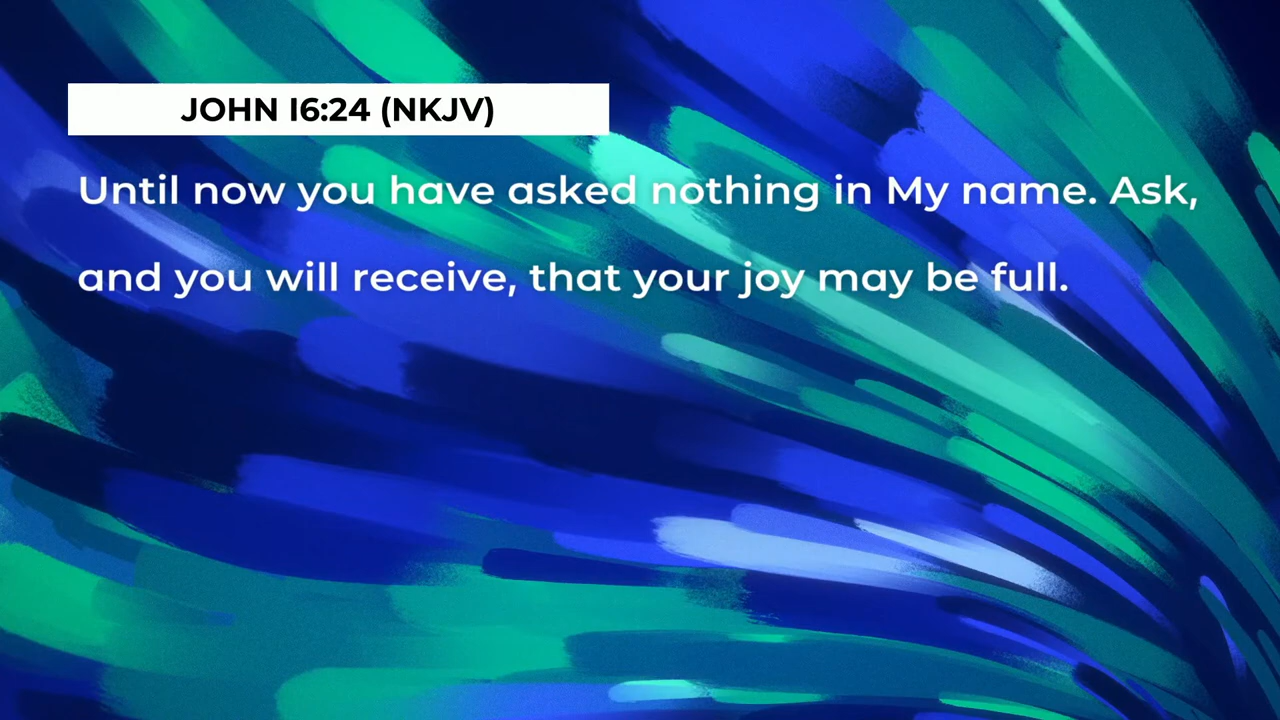 JOHN 16:24 (NKJV)
Until now you have asked nothing in My name. Ask,
and you will receive, that your joy may be full.